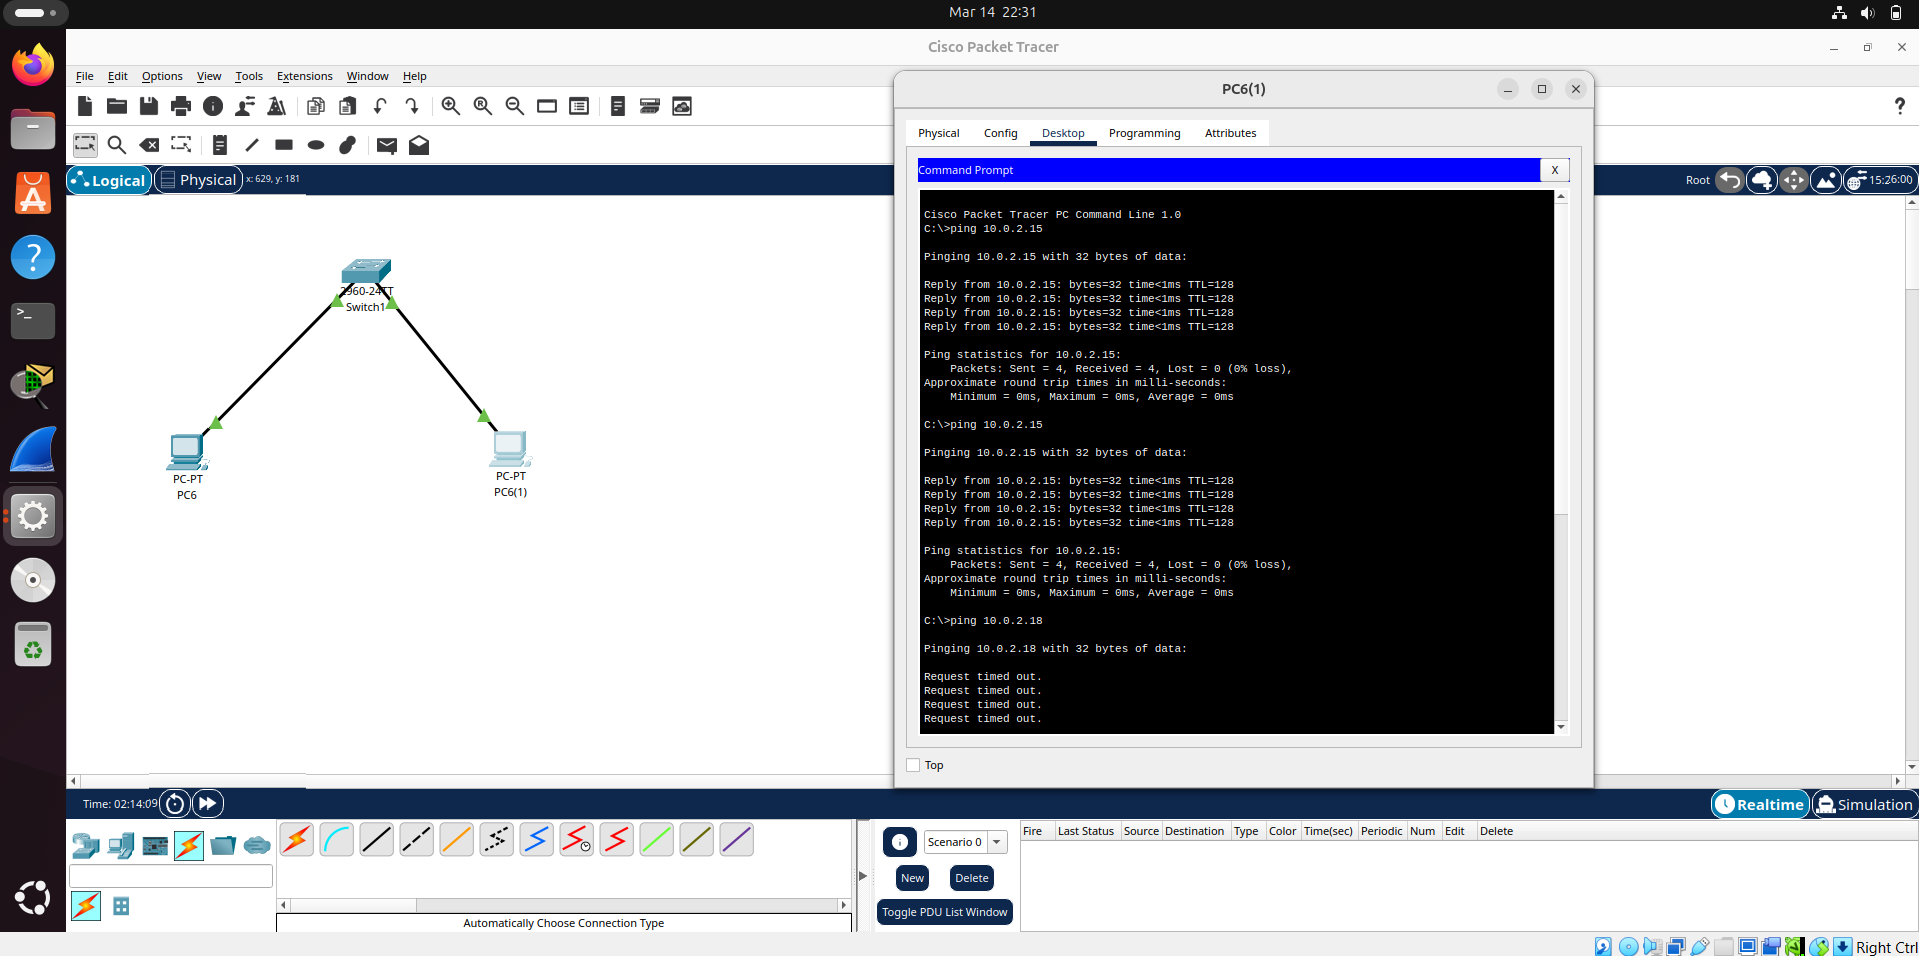 Mar 14 22:31
Cisco Packet Tracer
File Edit Options View Tools Extensions Window Help
?
Logical Physical x: 629, y: 181
Root 15:26:00
2960-24TT
Switch1
PC-PT
PC6
PC-PT
PC6(1)
PC6(1)
Physical Config Desktop Programming Attributes
Command Prompt X
Cisco Packet Tracer PC Command Line 1.0
C:\>ping 10.0.2.15
Pinging 10.0.2.15 with 32 bytes of data:
Reply from 10.0.2.15: bytes=32 time<1ms TTL=128
Reply from 10.0.2.15: bytes=32 time<1ms TTL=128
Reply from 10.0.2.15: bytes=32 time<1ms TTL=128
Reply from 10.0.2.15: bytes=32 time<1ms TTL=128
Ping statistics for 10.0.2.15:
Packets: Sent = 4, Received = 4, Lost = 0 (0% loss),
Approximate round trip times in milli-seconds:
Minimum = 0ms, Maximum = 0ms, Average = 0ms
C:\>ping 10.0.2.15
Pinging 10.0.2.15 with 32 bytes of data:
Reply from 10.0.2.15: bytes=32 time<1ms TTL=128
Reply from 10.0.2.15: bytes=32 time<1ms TTL=128
Reply from 10.0.2.15: bytes=32 time<1ms TTL=128
Reply from 10.0.2.15: bytes=32 time<1ms TTL=128
Ping statistics for 10.0.2.15:
Packets: Sent = 4, Received = 4, Lost = 0 (0% loss),
Approximate round trip times in milli-seconds:
Minimum = 0ms, Maximum = 0ms, Average = 0ms
C:\>ping 10.0.2.18
Pinging 10.0.2.18 with 32 bytes of data:
Request timed out.
Request timed out.
Request timed out.
Request timed out.
Top
Time: 02:14:09
Realtime Simulation
Scenario 0
New Delete
Toggle PDU List Window
Fire Last Status Source Destination Type Color Time(sec) Periodic Num Edit Delete
Automatically Choose Connection Type
Right Ctrl